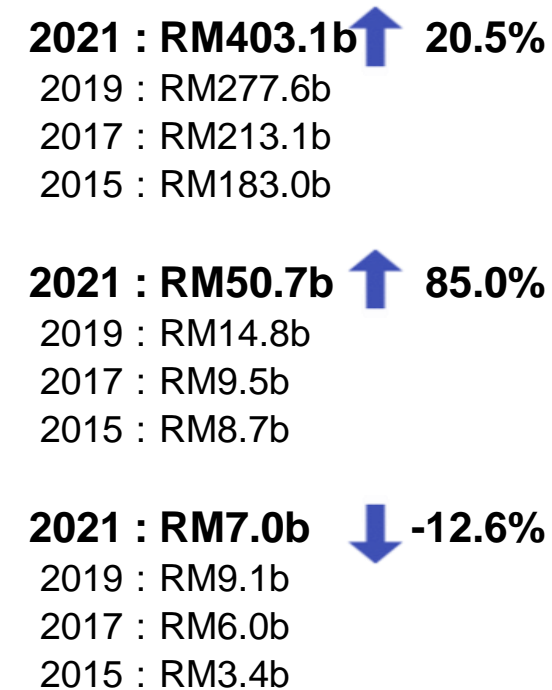 2021 : RM403.1b 20.5%
2019 : RM277.6b
2017 : RM213.1b
2015 : RM183.0b
2021 : RM50.7b 85.0%
2019 : RM14.8b
2017 : RM9.5b
2015 : RM8.7b
2021 : RM7.0b -12.6%
2019 : RM9.1b
2017 : RM6.0b
2015 : RM3.4b